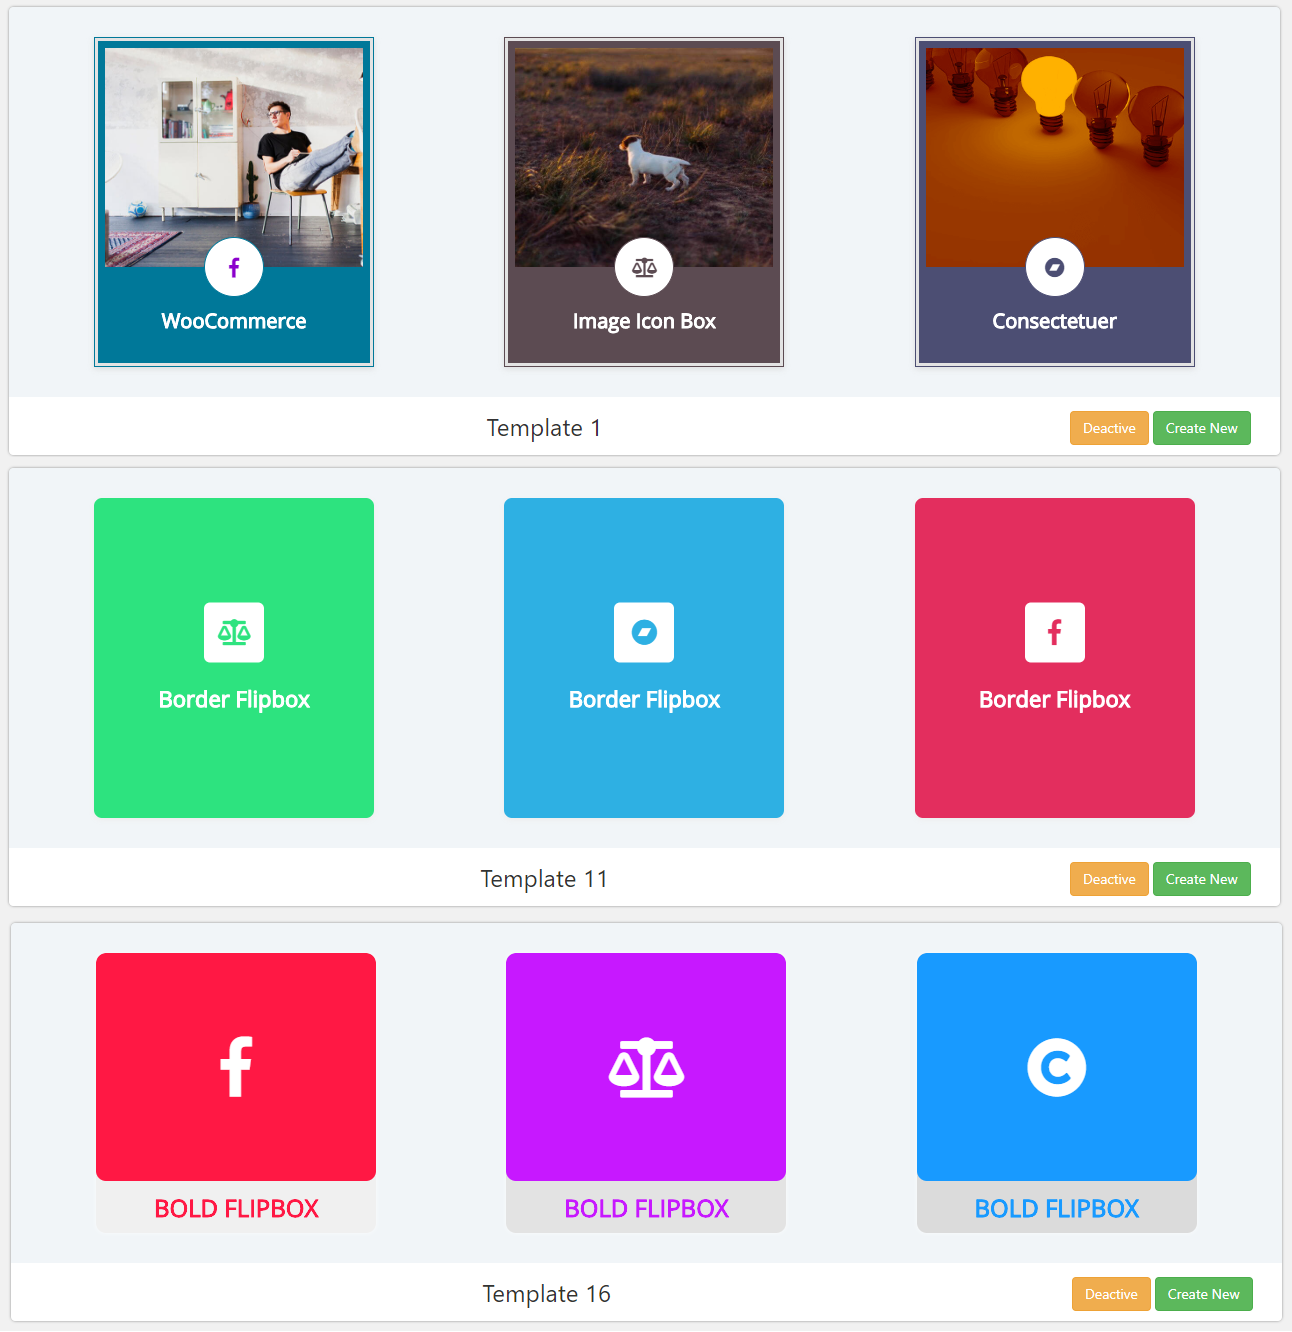 WooCommerce
Image Icon Box
Consectetuer
Template 1
Deactive
Create New
Border Flipbox
Border Flipbox
Border Flipbox
Template 11
Deactive
Create New
BOLD FLIPBOX
BOLD FLIPBOX
BOLD FLIPBOX
Template 16
Deactive
Create New